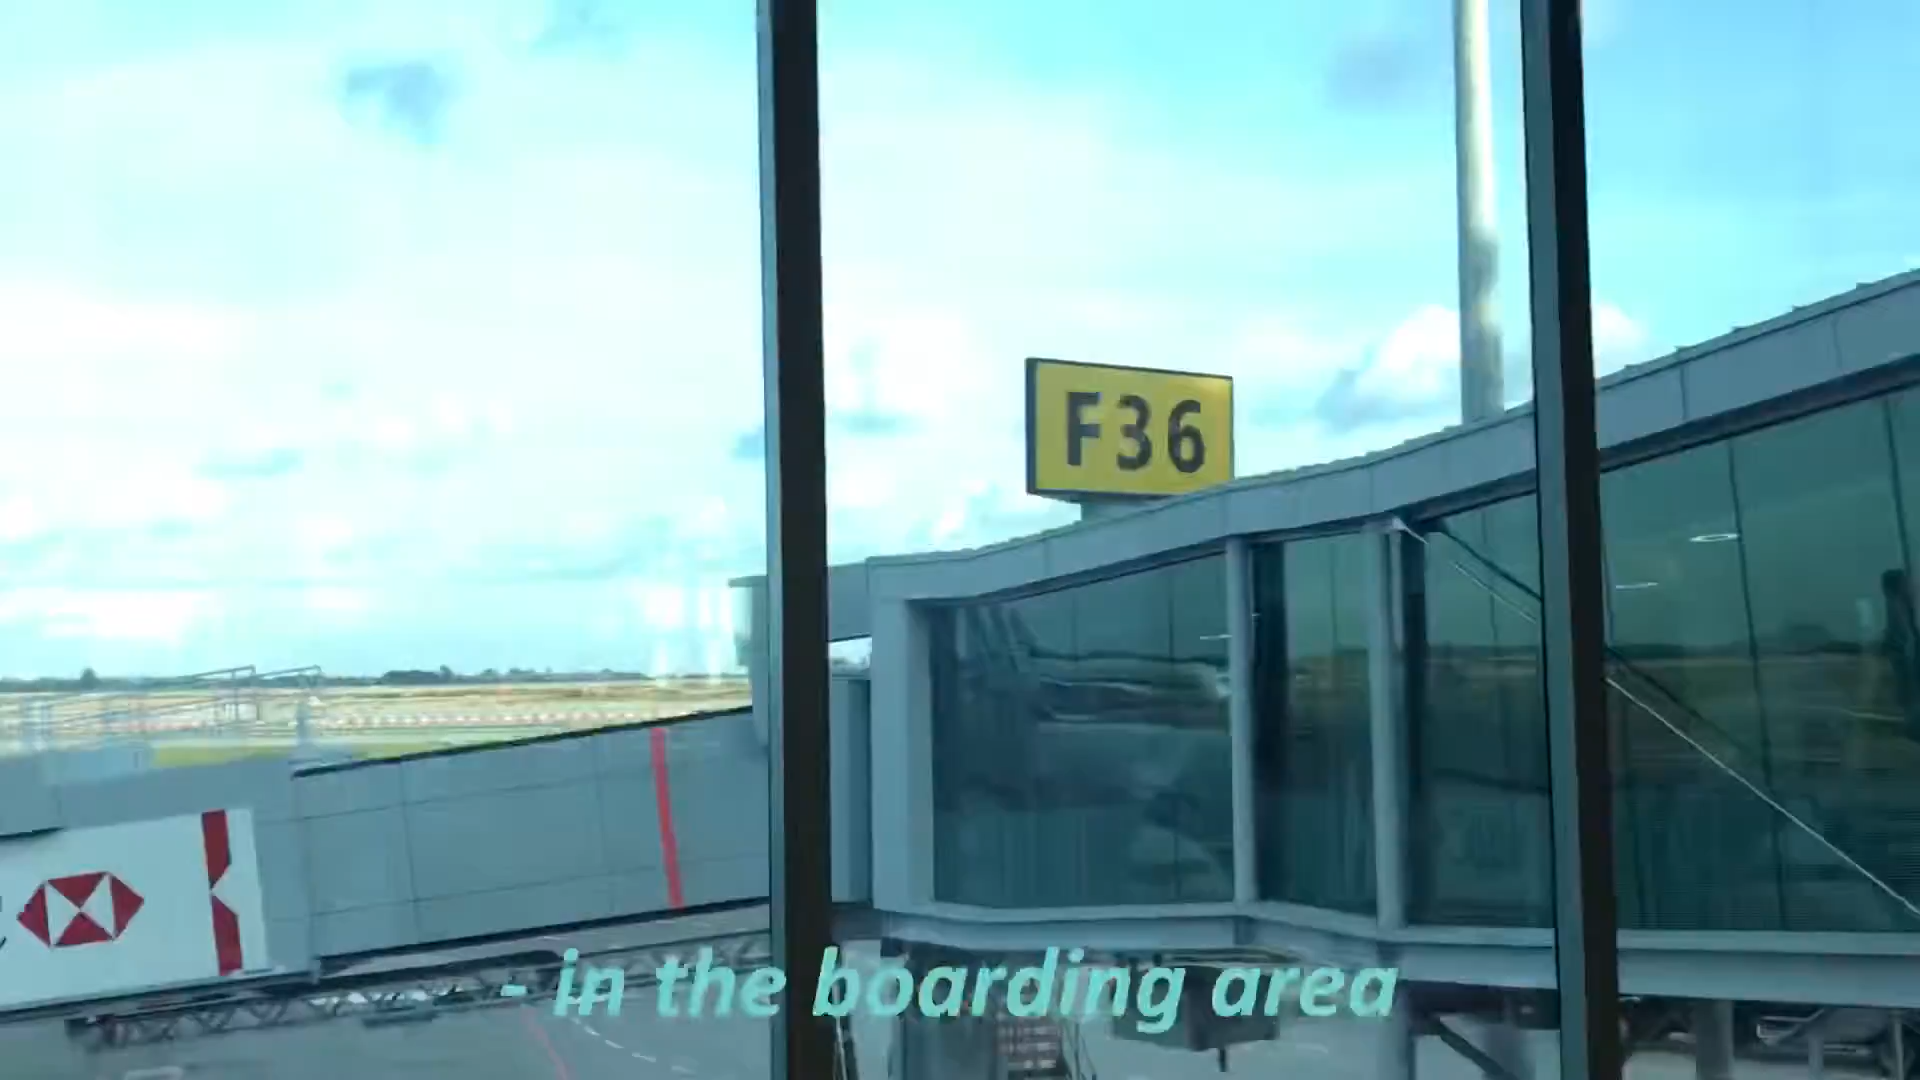 F36
- in the boarding area